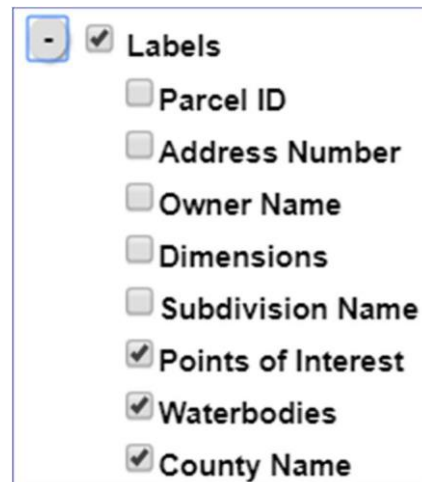 - Labels
Parcel ID
Address Number
Owner Name
Dimensions
Subdivision Name
Points of Interest
Waterbodies
County Name